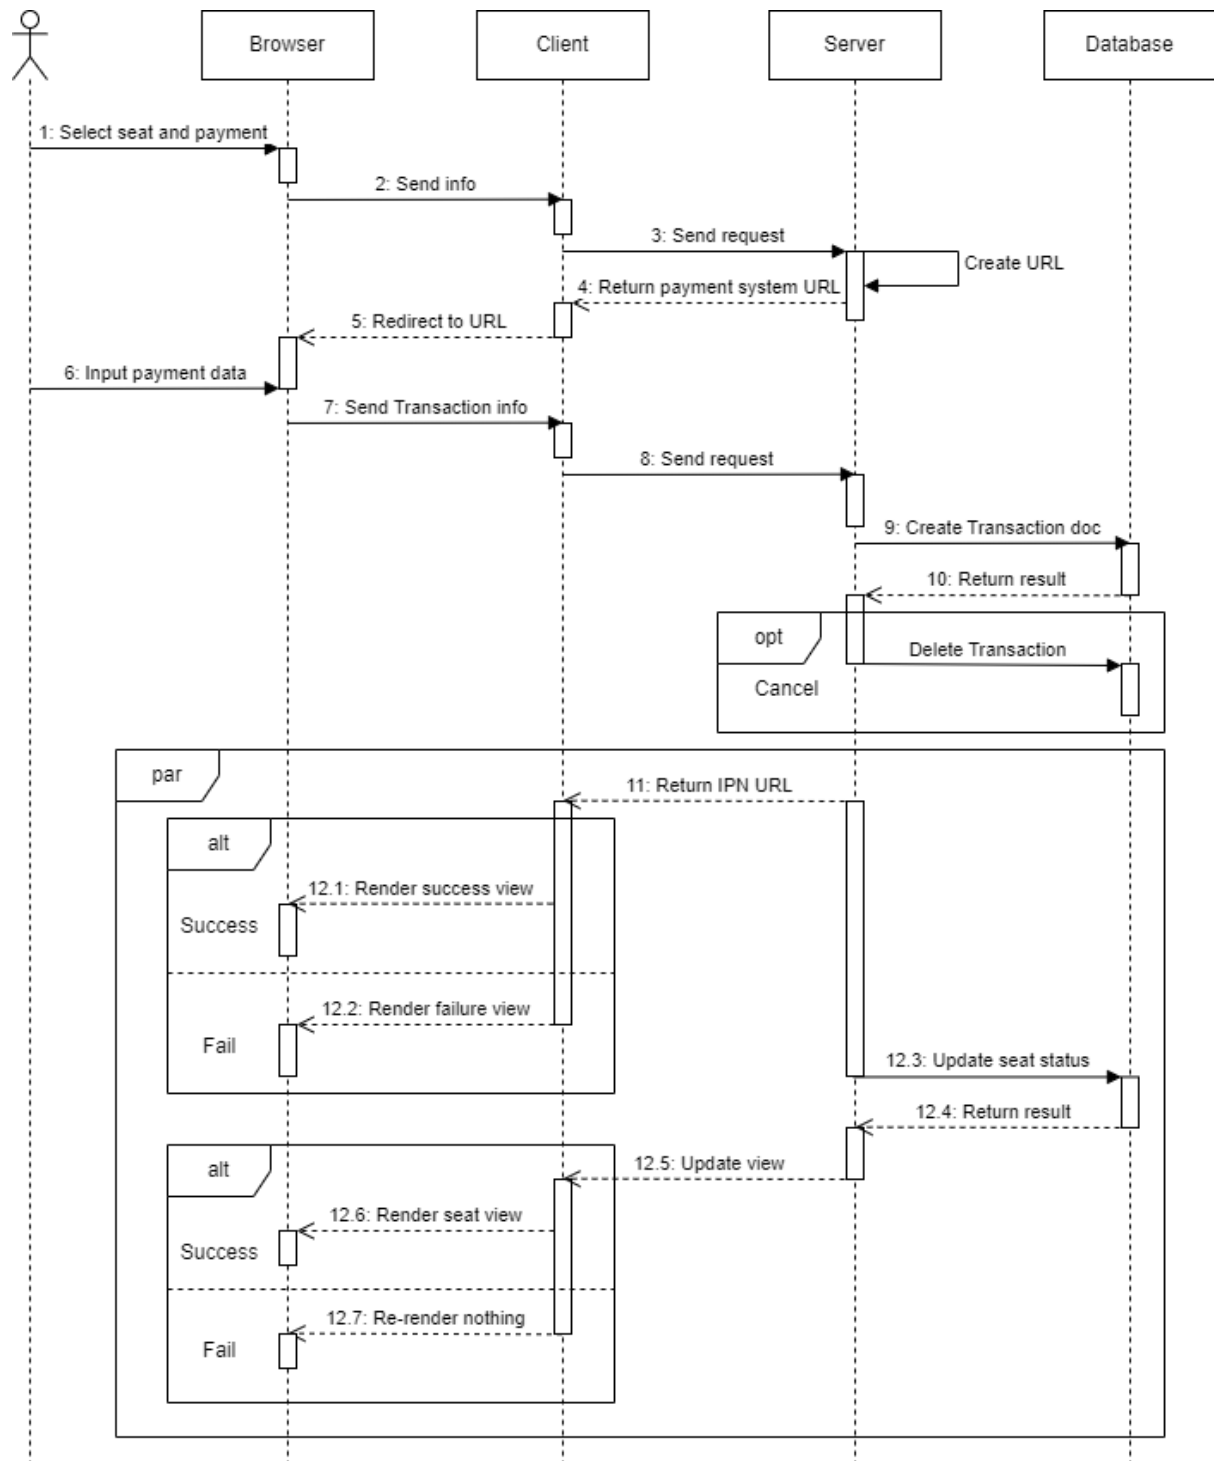 Browser
Client
Server
Database
1: Select seat and payment
2: Send info
3: Send request
Create URL
4: Return payment system URL
5: Redirect to URL
6: Input payment data
7: Send Transaction info
8: Send request
9: Create Transaction doc
10: Return result
opt
Delete Transaction
Cancel
par
11: Return IPN URL
alt
12.1: Render success view
Success
12.2: Render failure view
Fail
12.3: Update seat status
12.4: Return result
alt
12.5: Update view
12.6: Render seat view
Success
12.7: Re-render nothing
Fail